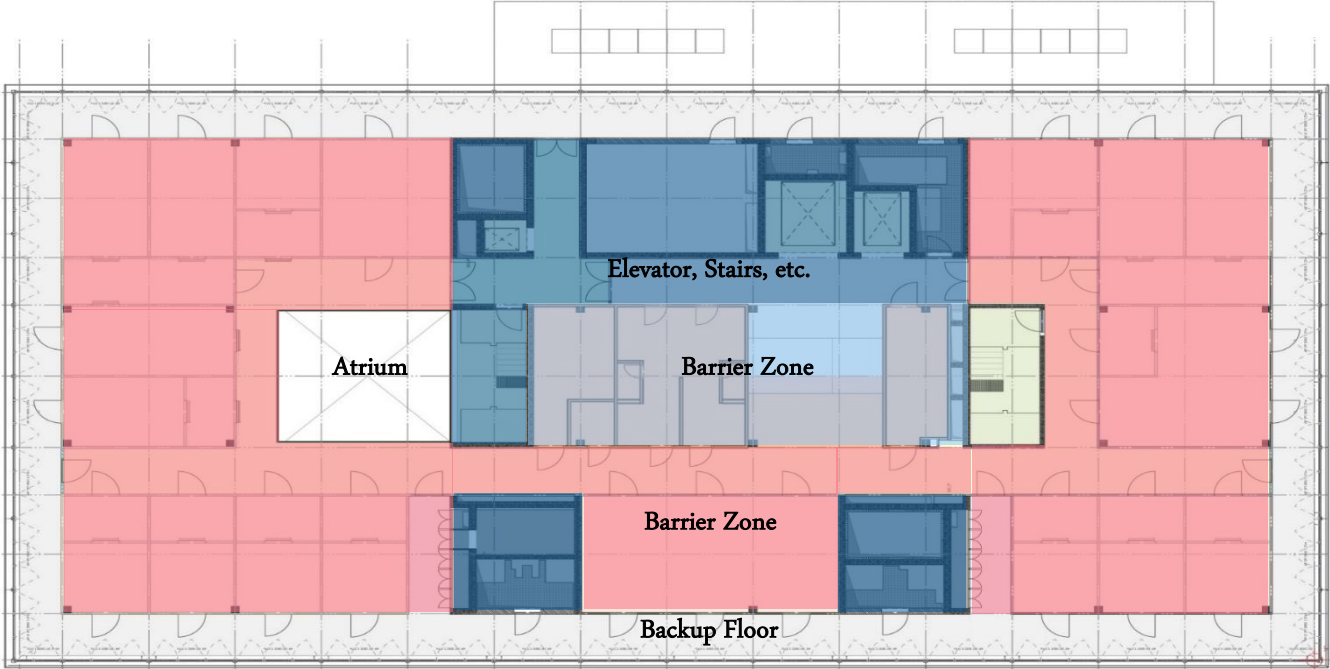 Elevator, Stairs, etc.
Atrium
Barrier Zone
Barrier Zone
Backup Floor